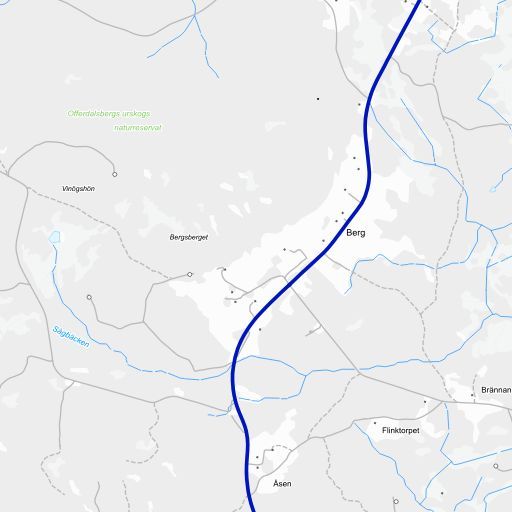 Offerdalsbergs urskogs
naturreservat
Vinögshön
Berg
Bergsberget
Sågbäcken
Brännan
Flinktorpet
Åsen